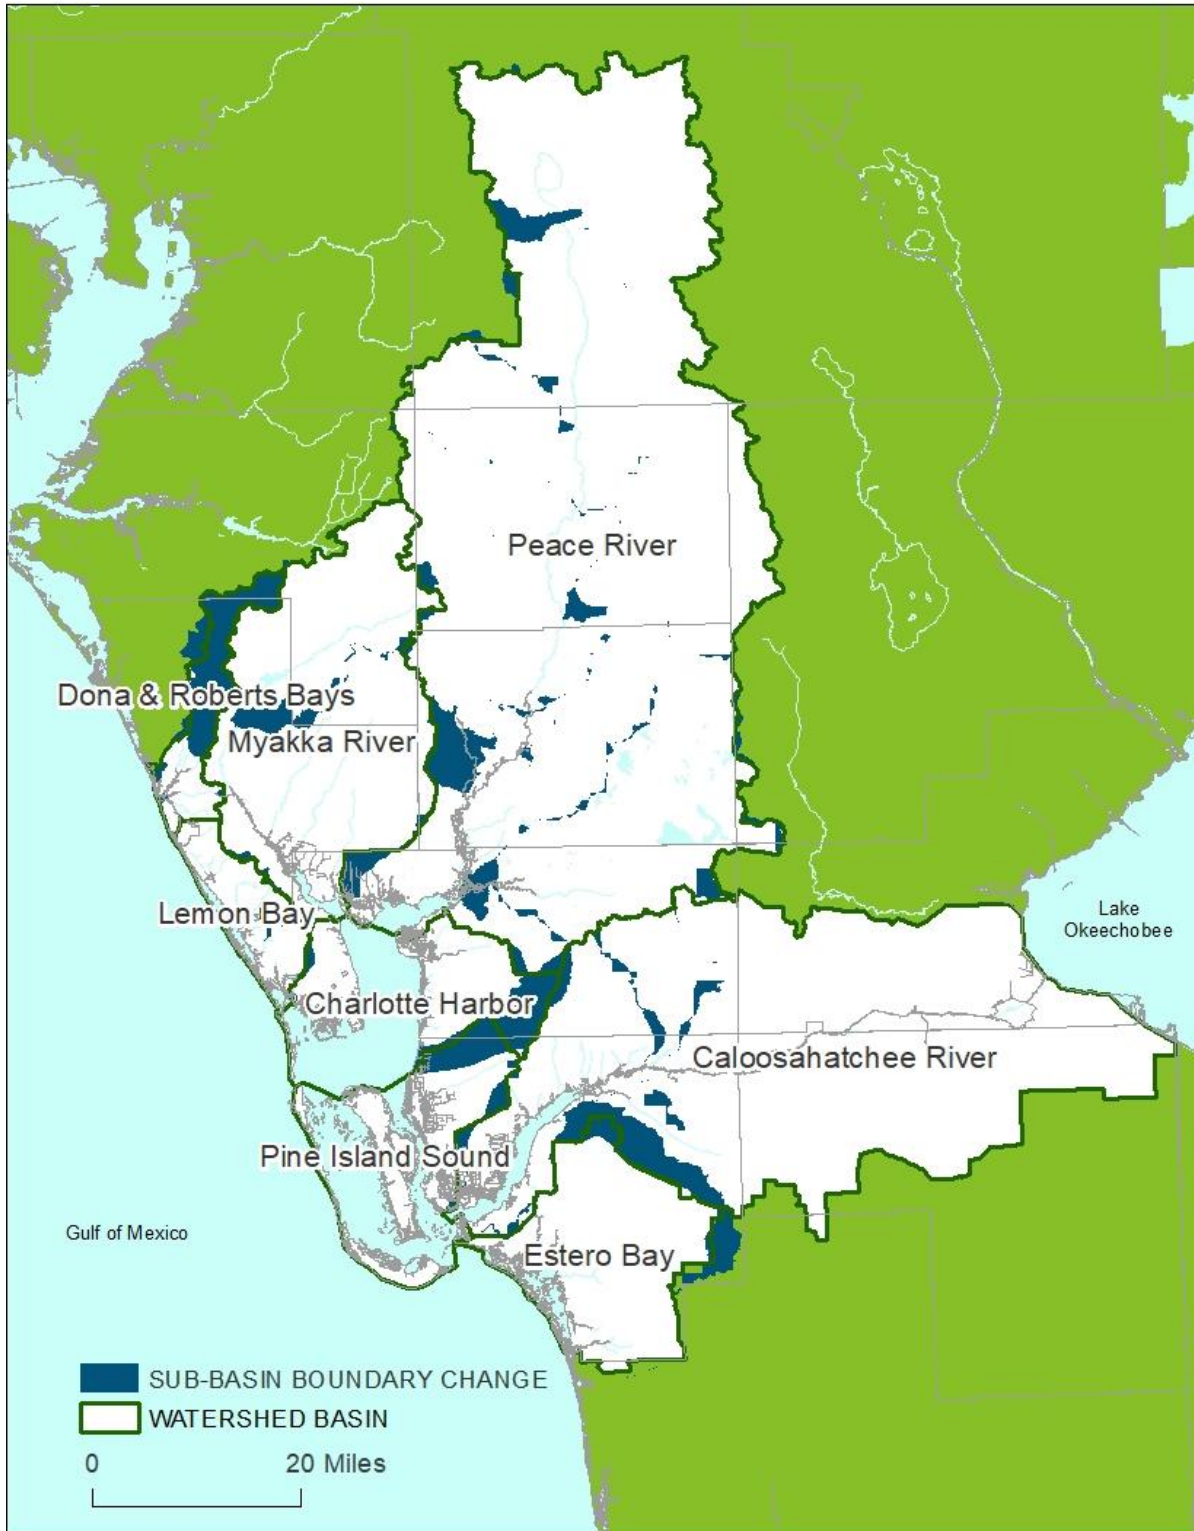 Peace River
Dona & Roberts Bays
Myakka River
Lemon Bay
Lake
Okeechobee
Charlotte Harbor
Caloosahatchee River
Pine Island Sound
Gulf of Mexico
Estero Bay
SUB-BASIN BOUNDARY CHANGE
WATERSHED BASIN
0 20 Miles